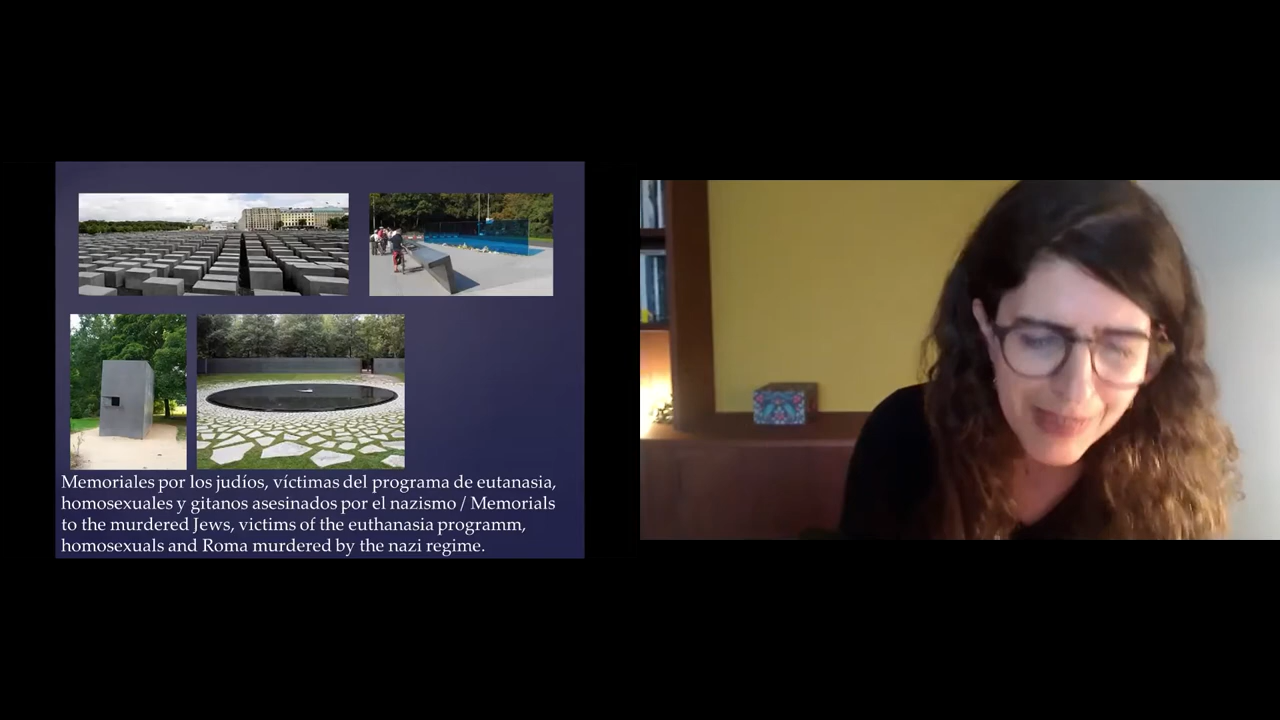 Memoriales por los judíos, víctimas del programa de eutanasia,
homosexuales y gitanos asesinados por el nazismo / Memorials
to the murdered Jews, victims of the euthanasia programm,
homosexuals and Roma murdered by the nazi regime.